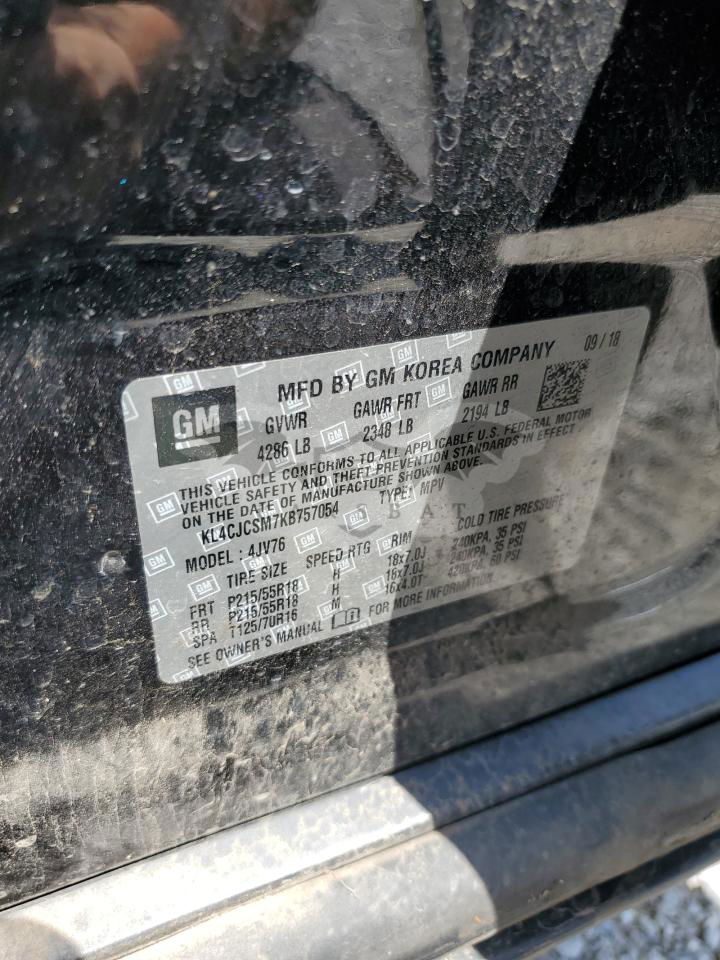 GM
MFD BY GM KOREA COMPANY 09/18
GVWR GAWR FRT GAWR RR
4286 LB 2348 LB 2194 LB
THIS VEHICLE CONFORMS TO ALL APPLICABLE U.S. FEDERAL MOTOR
VEHICLE SAFETY AND THEFT PREVENTION STANDARDS IN EFFECT
ON THE DATE OF MANUFACTURE SHOWN ABOVE.
KL4CJCSM7KB757054 TYPE: MPV
MODEL: 4JV76
TIRE SIZE SPEED RTG RIM COLD TIRE PRESSURE
FRT P215/55R18 H 18x7.0J 240KPA, 35 PSI
RR P215/55R18 H 18x7.0J 240KPA, 35 PSI
SPA T125/70R16 M 16x4.0T 420KPA, 60 PSI
SEE OWNER'S MANUAL FOR MORE INFORMATION